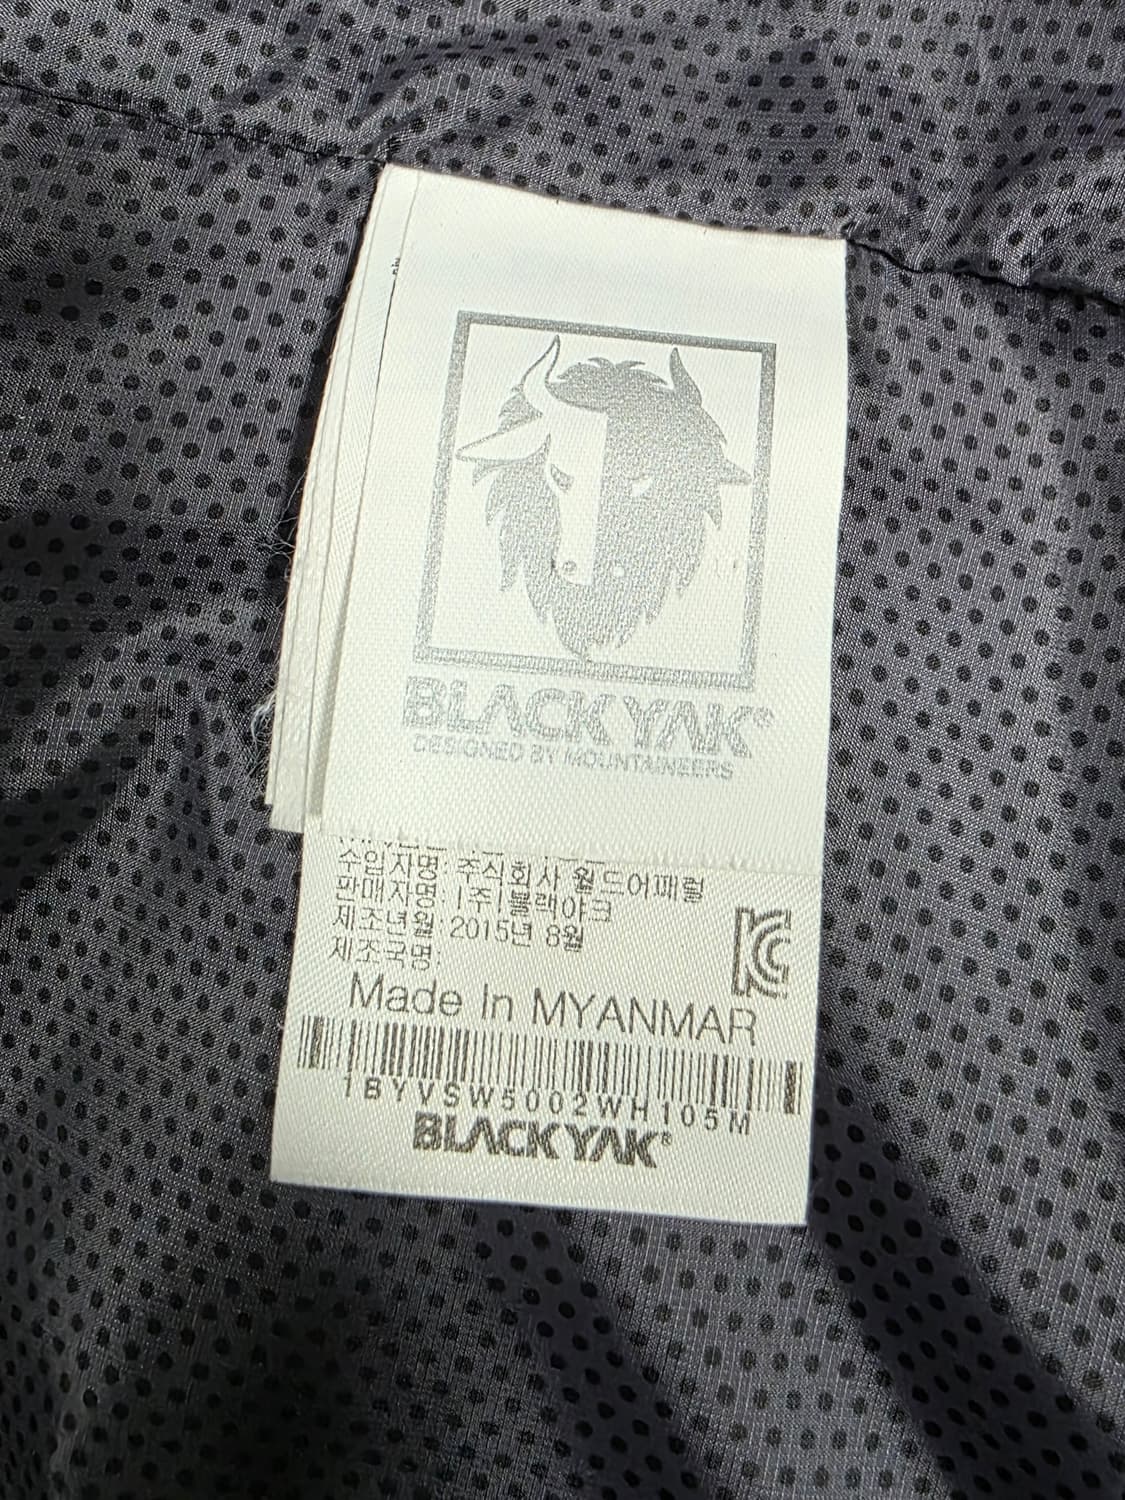 BLACKYAK®
DESIGNED BY MOUNTAINEERS
수입자명: 주식회사 월드어패럴
판매자명: (주)블랙야크
제조년월: 2015년 8월
제조국명:
Made In MYANMAR
1BYVSW5002WH105M
BLACKYAK®